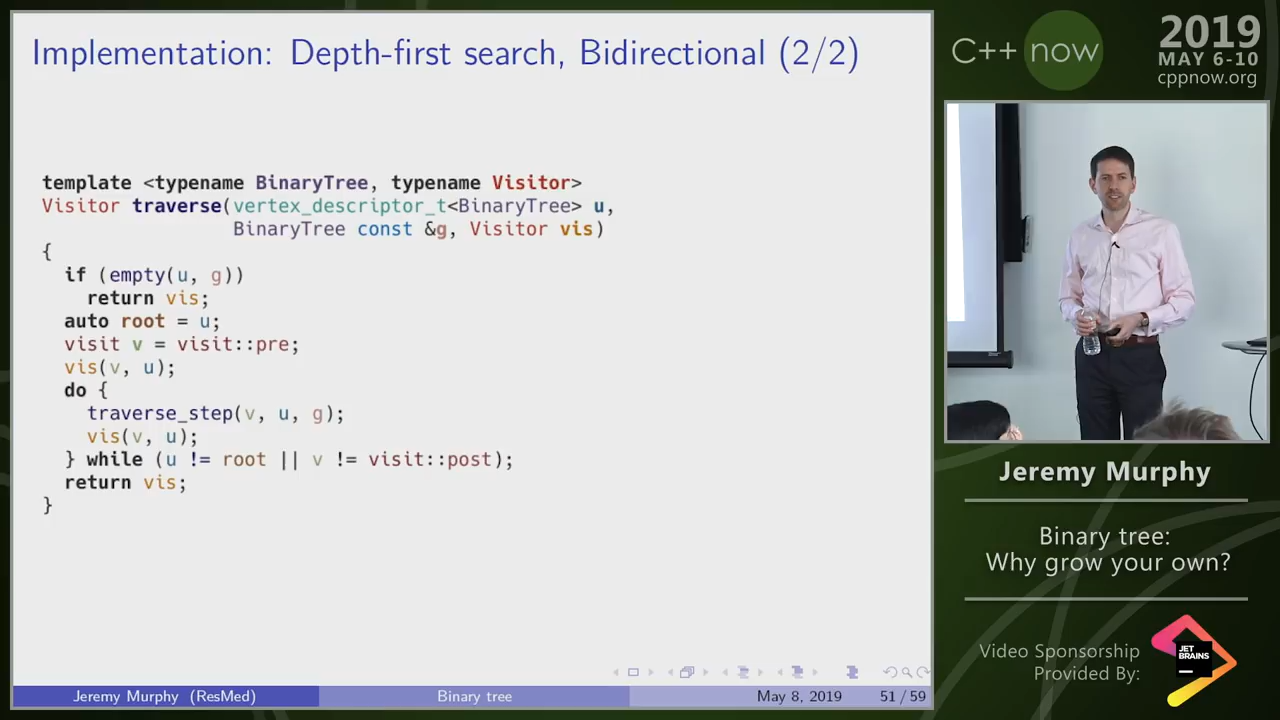 Implementation: Depth-first search, Bidirectional (2/2)
template <typename BinaryTree, typename Visitor>
Visitor traverse(vertex_descriptor_t<BinaryTree> u,
BinaryTree const &g, Visitor vis)
{
if (empty(u, g))
return vis;
auto root = u;
visit v = visit::pre;
vis(v, u);
do {
traverse_step(v, u, g);
vis(v, u);
} while (u != root || v != visit::post);
return vis;
}
Jeremy Murphy (ResMed)
Binary tree
May 8, 2019
51 / 59
C++ now
2019
MAY 6-10
cppnow.org
Jeremy Murphy
Binary tree:
Why grow your own?
Video Sponsorship
Provided By:
JET
BRAINS